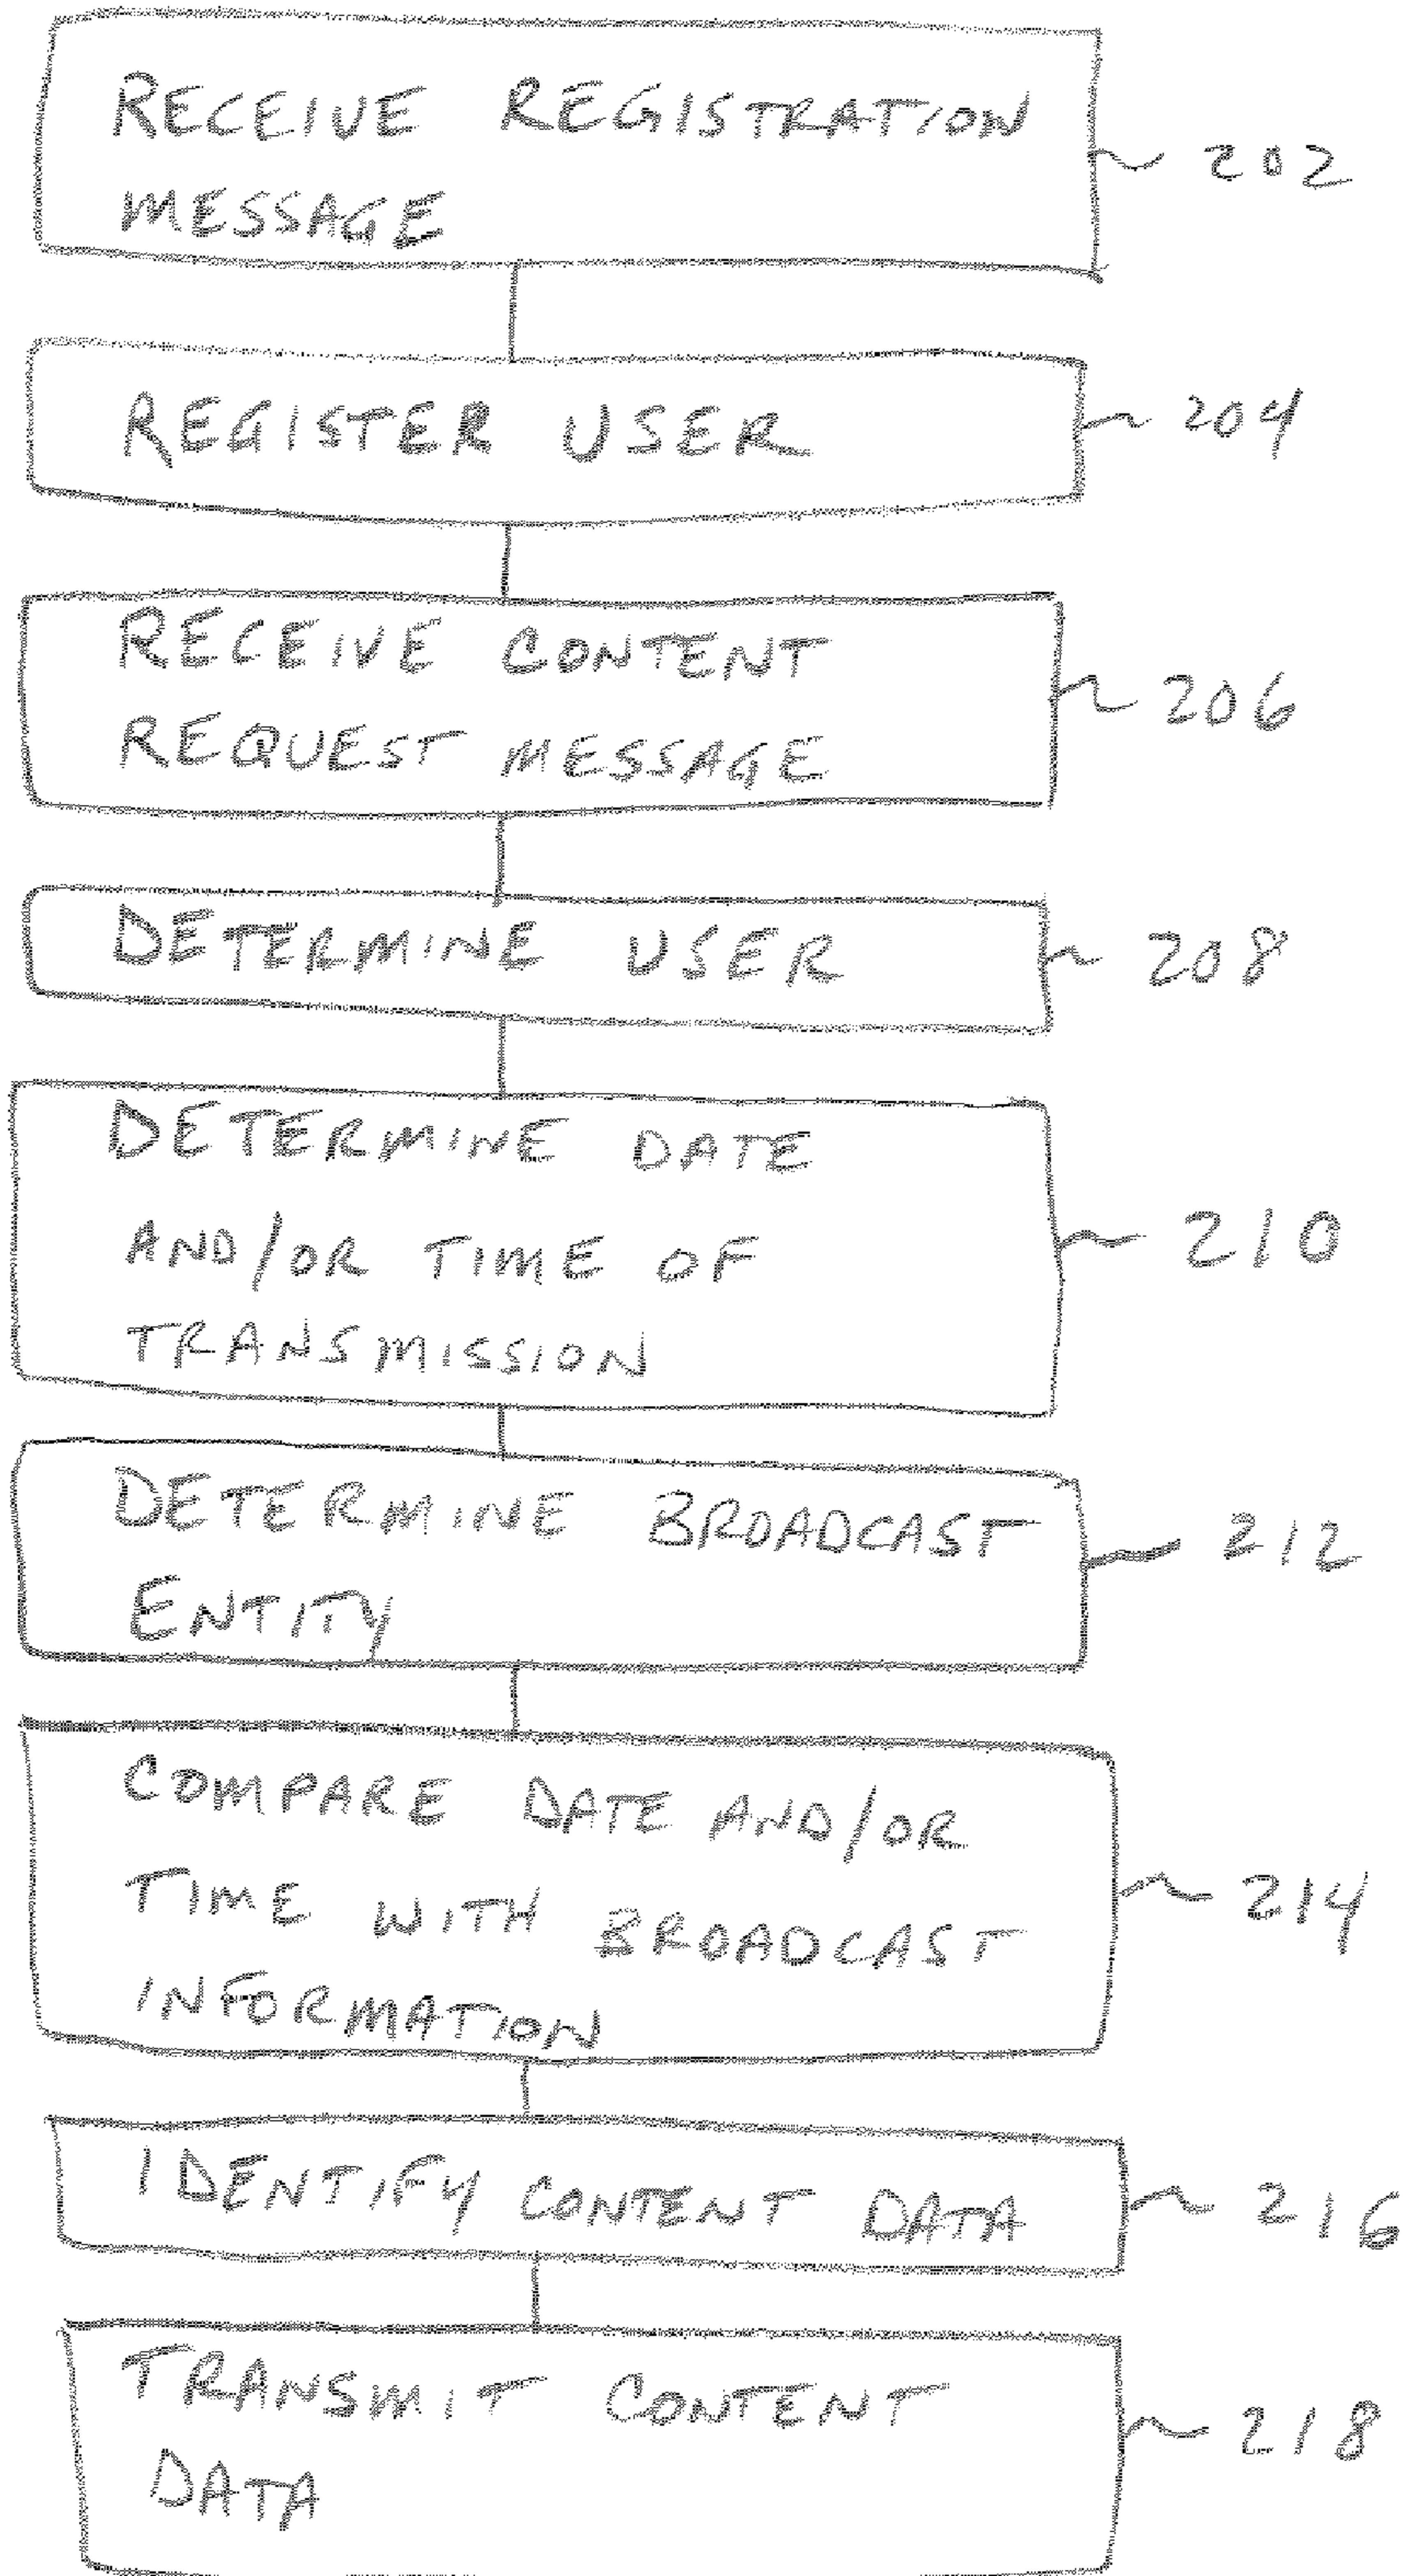 RECEIVE REGISTRATION
MESSAGE
202
REGISTER USER
204
RECEIVE CONTENT
REQUEST MESSAGE
206
DETERMINE USER
208
DETERMINE DATE
AND/OR TIME OF
TRANSMISSION
210
DETERMINE BROADCAST
ENTITY
212
COMPARE DATE AND/OR
TIME WITH BROADCAST
INFORMATION
214
IDENTIFY CONTENT DATA
216
TRANSMIT CONTENT
DATA
218